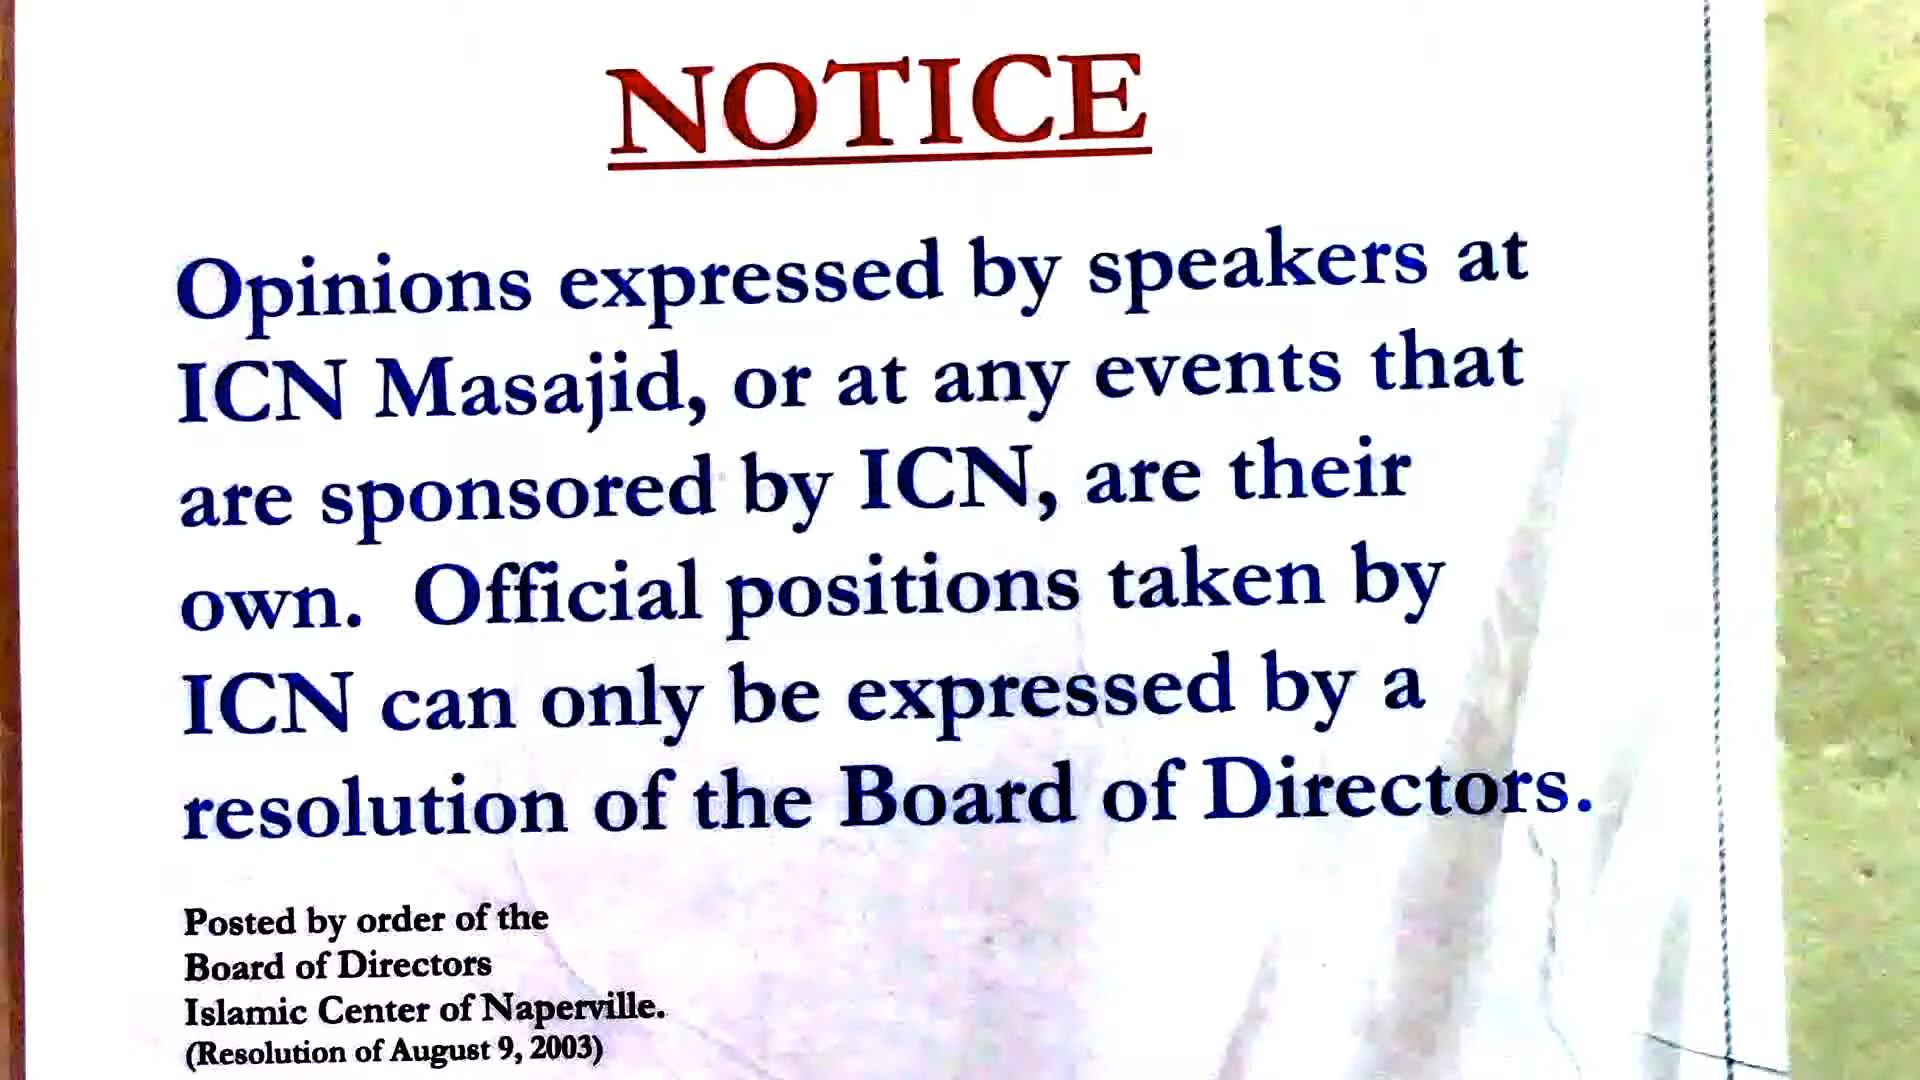 NOTICE
Opinions expressed by speakers at
ICN Masajid, or at any events that
are sponsored by ICN, are their
own. Official positions taken by
ICN can only be expressed by a
resolution of the Board of Directors.
Posted by order of the
Board of Directors
Islamic Center of Naperville.
(Resolution of August 9, 2003)